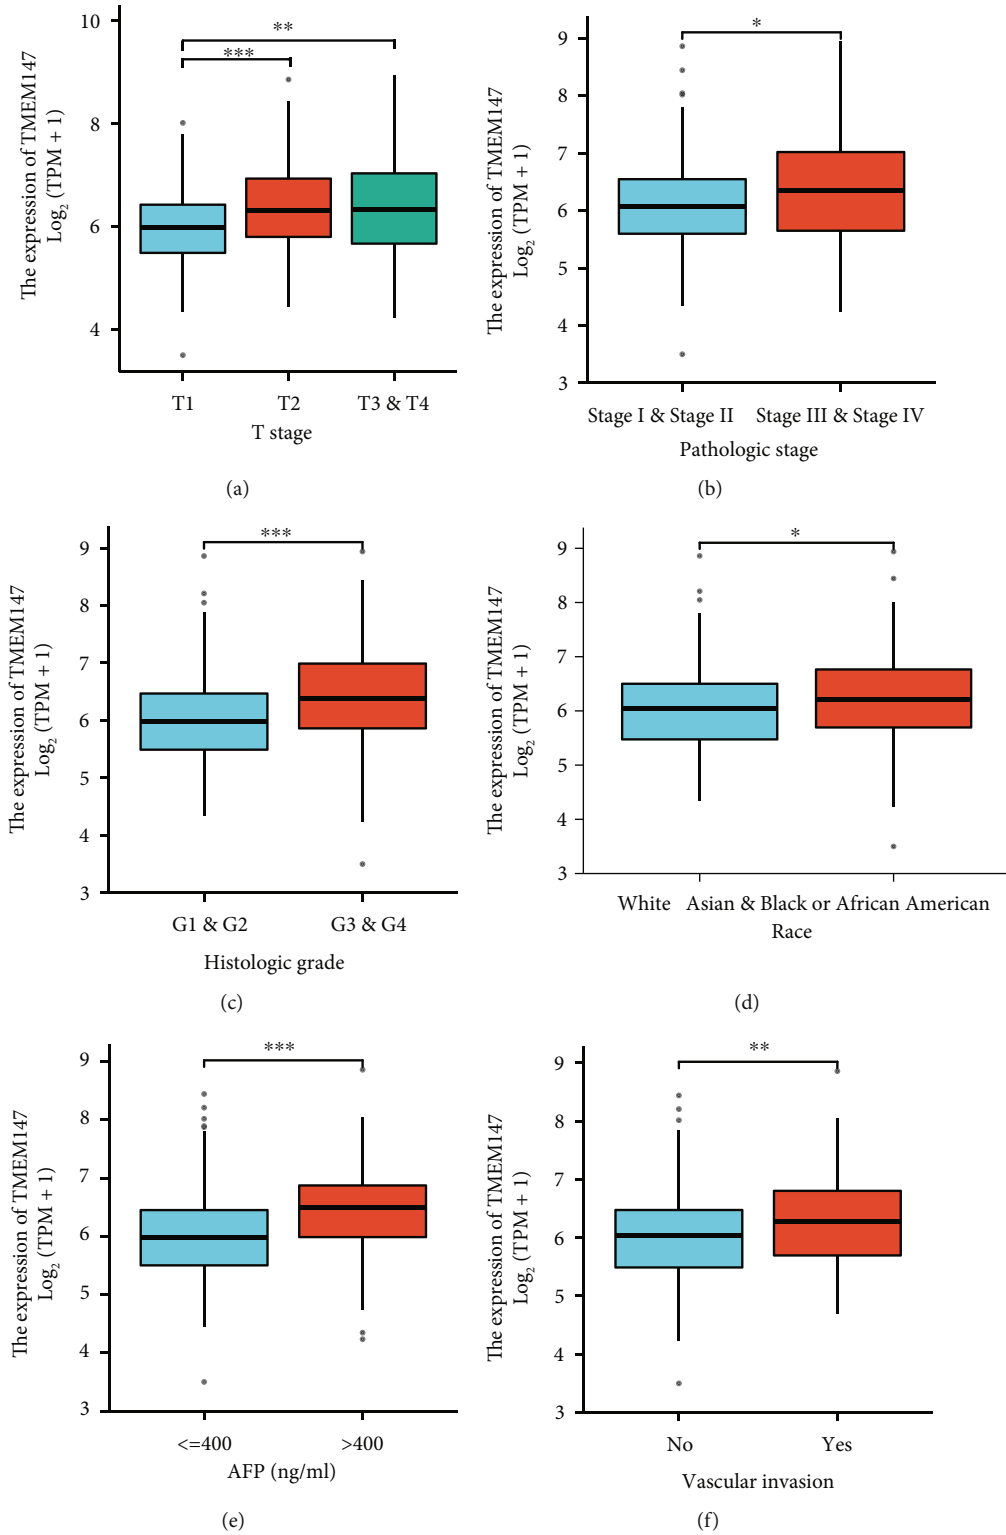 The expression of TMEM147
Log₂ (TPM + 1)
10
8
6
4
**
***
T1 T2 T3 & T4
T stage
(a)
The expression of TMEM147
Log₂ (TPM + 1)
9
8
7
6
5
4
3
*
Stage I & Stage II Stage III & Stage IV
Pathologic stage
(b)
The expression of TMEM147
Log₂ (TPM + 1)
9
8
7
6
5
4
3
***
G1 & G2 G3 & G4
Histologic grade
(c)
The expression of TMEM147
Log₂ (TPM + 1)
9
8
7
6
5
4
3
*
White Asian & Black or African American
Race
(d)
The expression of TMEM147
Log₂ (TPM + 1)
9
8
7
6
5
4
3
***
<=400 >400
AFP (ng/ml)
(e)
The expression of TMEM147
Log₂ (TPM + 1)
9
8
7
6
5
4
3
**
No Yes
Vascular invasion
(f)